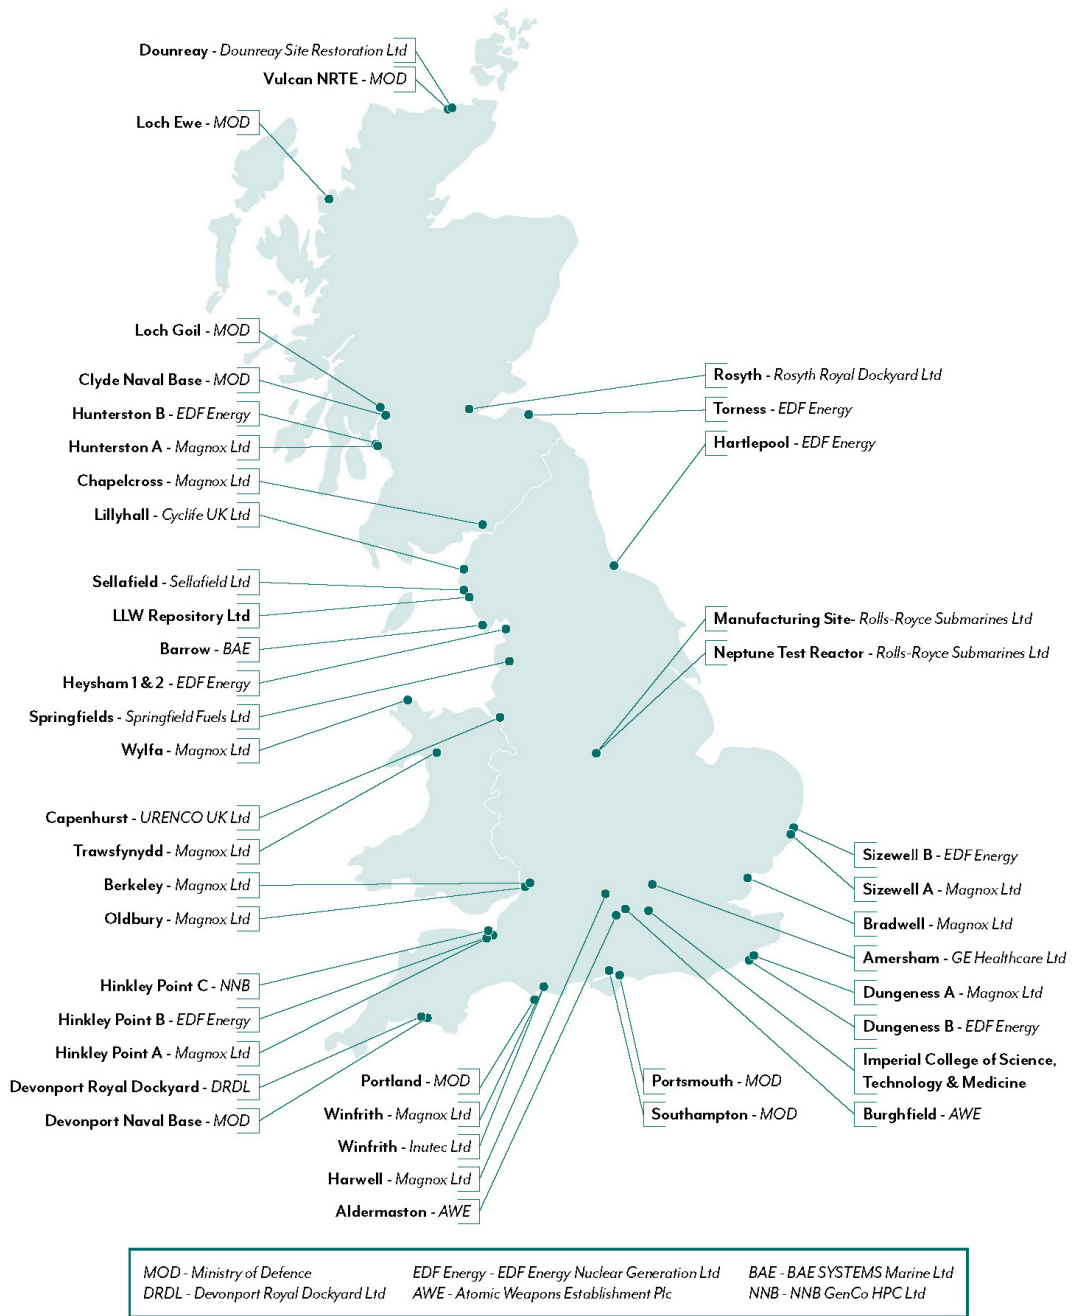 Dounreay - Dounreay Site Restoration Ltd
Vulcan NRTE - MOD
Loch Ewe - MOD
Loch Goil - MOD
Clyde Naval Base - MOD
Hunterston B - EDF Energy
Hunterston A - Magnox Ltd
Chapelcross - Magnox Ltd
Lillyhall - Cyclife UK Ltd
Sellafield - Sellafield Ltd
LLW Repository Ltd
Barrow - BAE
Heysham 1 & 2 - EDF Energy
Springfields - Springfield Fuels Ltd
Wylfa - Magnox Ltd
Capenhurst - URENCO UK Ltd
Trawsfynydd - Magnox Ltd
Berkeley - Magnox Ltd
Oldbury - Magnox Ltd
Hinkley Point C - NNB
Hinkley Point B - EDF Energy
Hinkley Point A - Magnox Ltd
Devonport Royal Dockyard - DRDL
Devonport Naval Base - MOD
Portland - MOD
Winfrith - Magnox Ltd
Winfrith - Inutec Ltd
Harwell - Magnox Ltd
Aldermaston - AWE
Portsmouth - MOD
Southampton - MOD
Rosyth - Rosyth Royal Dockyard Ltd
Torness - EDF Energy
Hartlepool - EDF Energy
Manufacturing Site- Rolls-Royce Submarines Ltd
Neptune Test Reactor - Rolls-Royce Submarines Ltd
Sizewell B - EDF Energy
Sizewell A - Magnox Ltd
Bradwell - Magnox Ltd
Amersham - GE Healthcare Ltd
Dungeness A - Magnox Ltd
Dungeness B - EDF Energy
Imperial College of Science,
Technology & Medicine
Burghfield - AWE
MOD - Ministry of Defence
DRDL - Devonport Royal Dockyard Ltd
EDF Energy - EDF Energy Nuclear Generation Ltd
AWE - Atomic Weapons Establishment Plc
BAE - BAE SYSTEMS Marine Ltd
NNB - NNB GenCo HPC Ltd